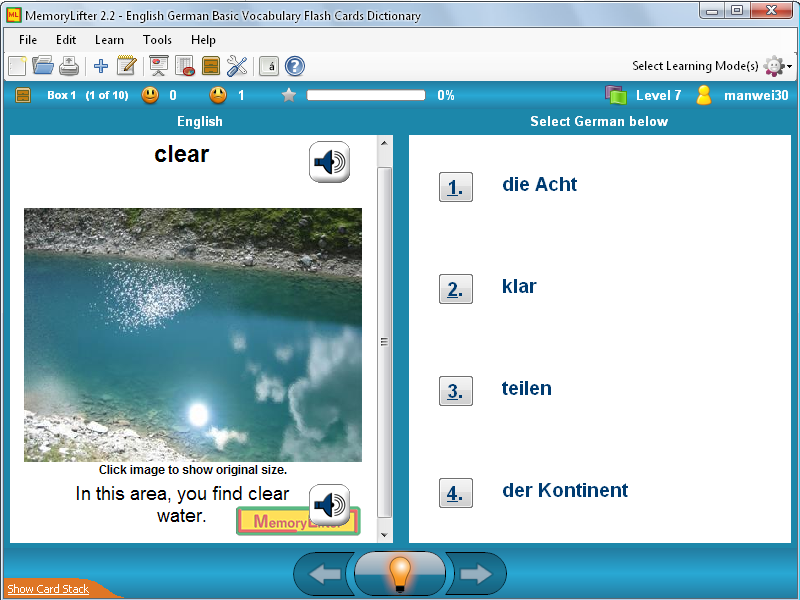 MemoryLifter 2.2 - English German Basic Vocabulary Flash Cards Dictionary
File Edit Learn Tools Help
á ? Select Learning Mode(s)
Box 1 (1 of 10) 0 1 0% Level 7 manwei30
English
Select German below
clear
Click image to show original size.
In this area, you find clear
water.
MemoryLifter
1. die Acht
2. klar
3. teilen
4. der Kontinent
Show Card Stack